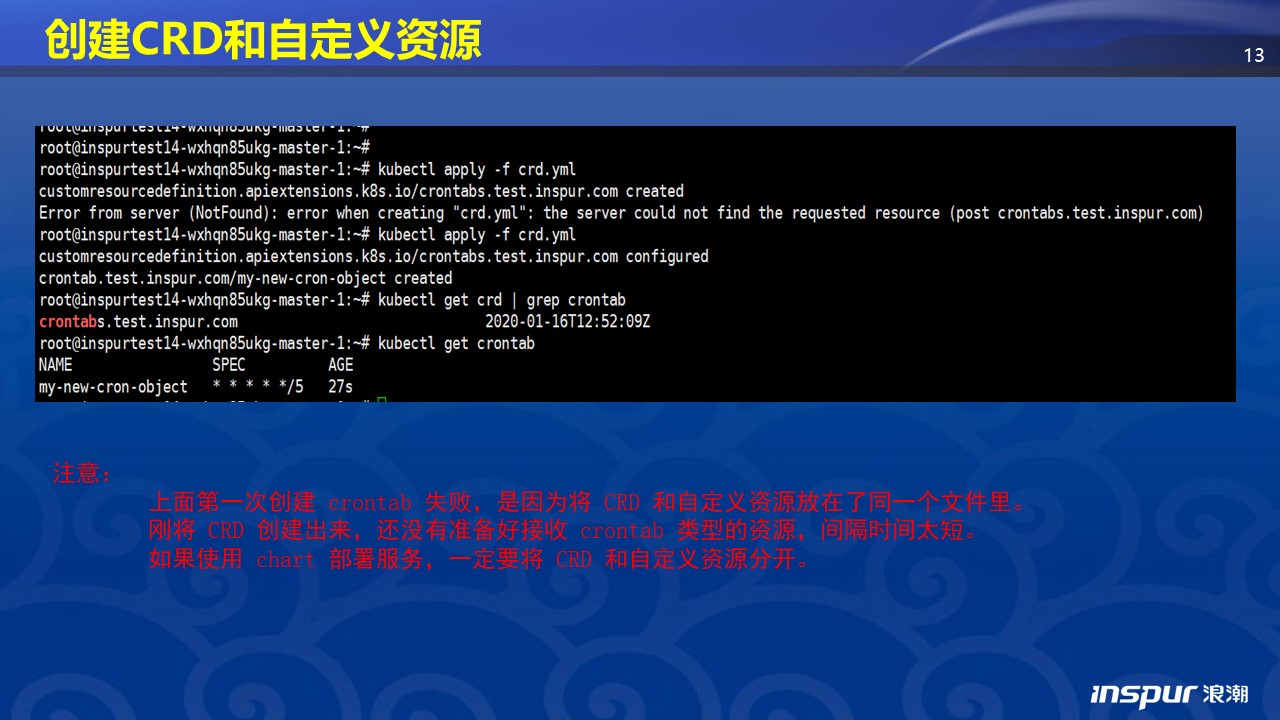 创建CRD和自定义资源
13
root@inspurtest14-wxhqn85ukg-master-1:~#
root@inspurtest14-wxhqn85ukg-master-1:~#
root@inspurtest14-wxhqn85ukg-master-1:~# kubectl apply -f crd.yml
customresourcedefinition.apiextensions.k8s.io/crontabs.test.inspur.com created
Error from server (NotFound): error when creating "crd.yml": the server could not find the requested resource (post crontabs.test.inspur.com)
root@inspurtest14-wxhqn85ukg-master-1:~# kubectl apply -f crd.yml
customresourcedefinition.apiextensions.k8s.io/crontabs.test.inspur.com configured
crontab.test.inspur.com/my-new-cron-object created
root@inspurtest14-wxhqn85ukg-master-1:~# kubectl get crd | grep crontab
crontabs.test.inspur.com 2020-01-16T12:52:09Z
root@inspurtest14-wxhqn85ukg-master-1:~# kubectl get crontab
NAME SPEC AGE
my-new-cron-object * * * * */5 27s
注意：
上面第一次创建 crontab 失败，是因为将 CRD 和自定义资源放在了同一个文件里。
刚将 CRD 创建出来，还没有准备好接收 crontab 类型的资源，间隔时间太短。
如果使用 chart 部署服务，一定要将 CRD 和自定义资源分开。
inspur 浪潮